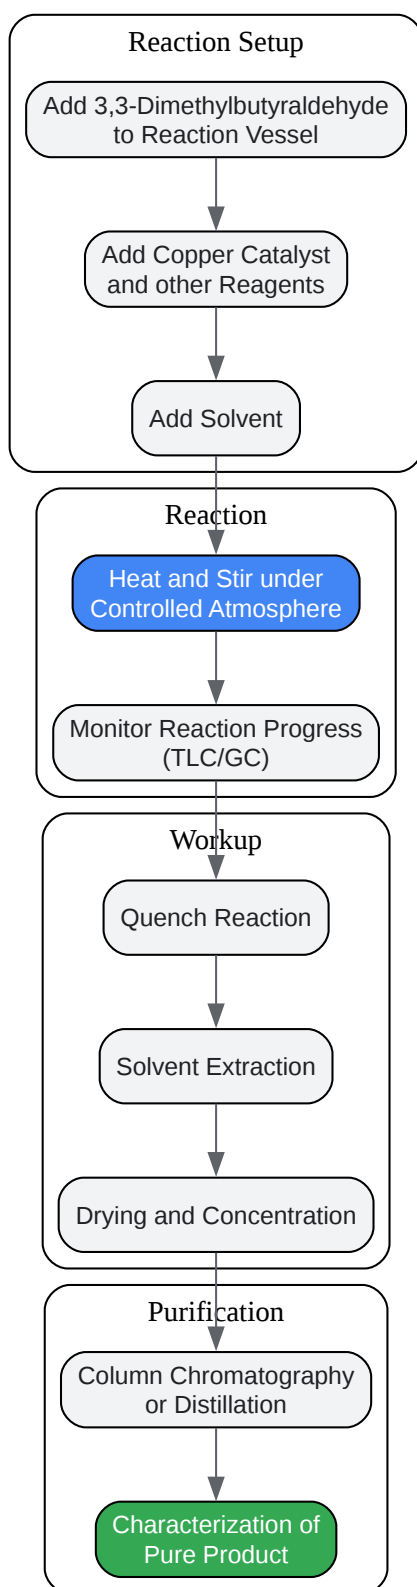 Reaction Setup
Add 3,3-Dimethylbutyraldehyde
to Reaction Vessel
Add Copper Catalyst
and other Reagents
Add Solvent
Reaction
Heat and Stir under
Controlled Atmosphere
Monitor Reaction Progress
(TLC/GC)
Workup
Quench Reaction
Solvent Extraction
Drying and Concentration
Purification
Column Chromatography
or Distillation
Characterization of
Pure Product